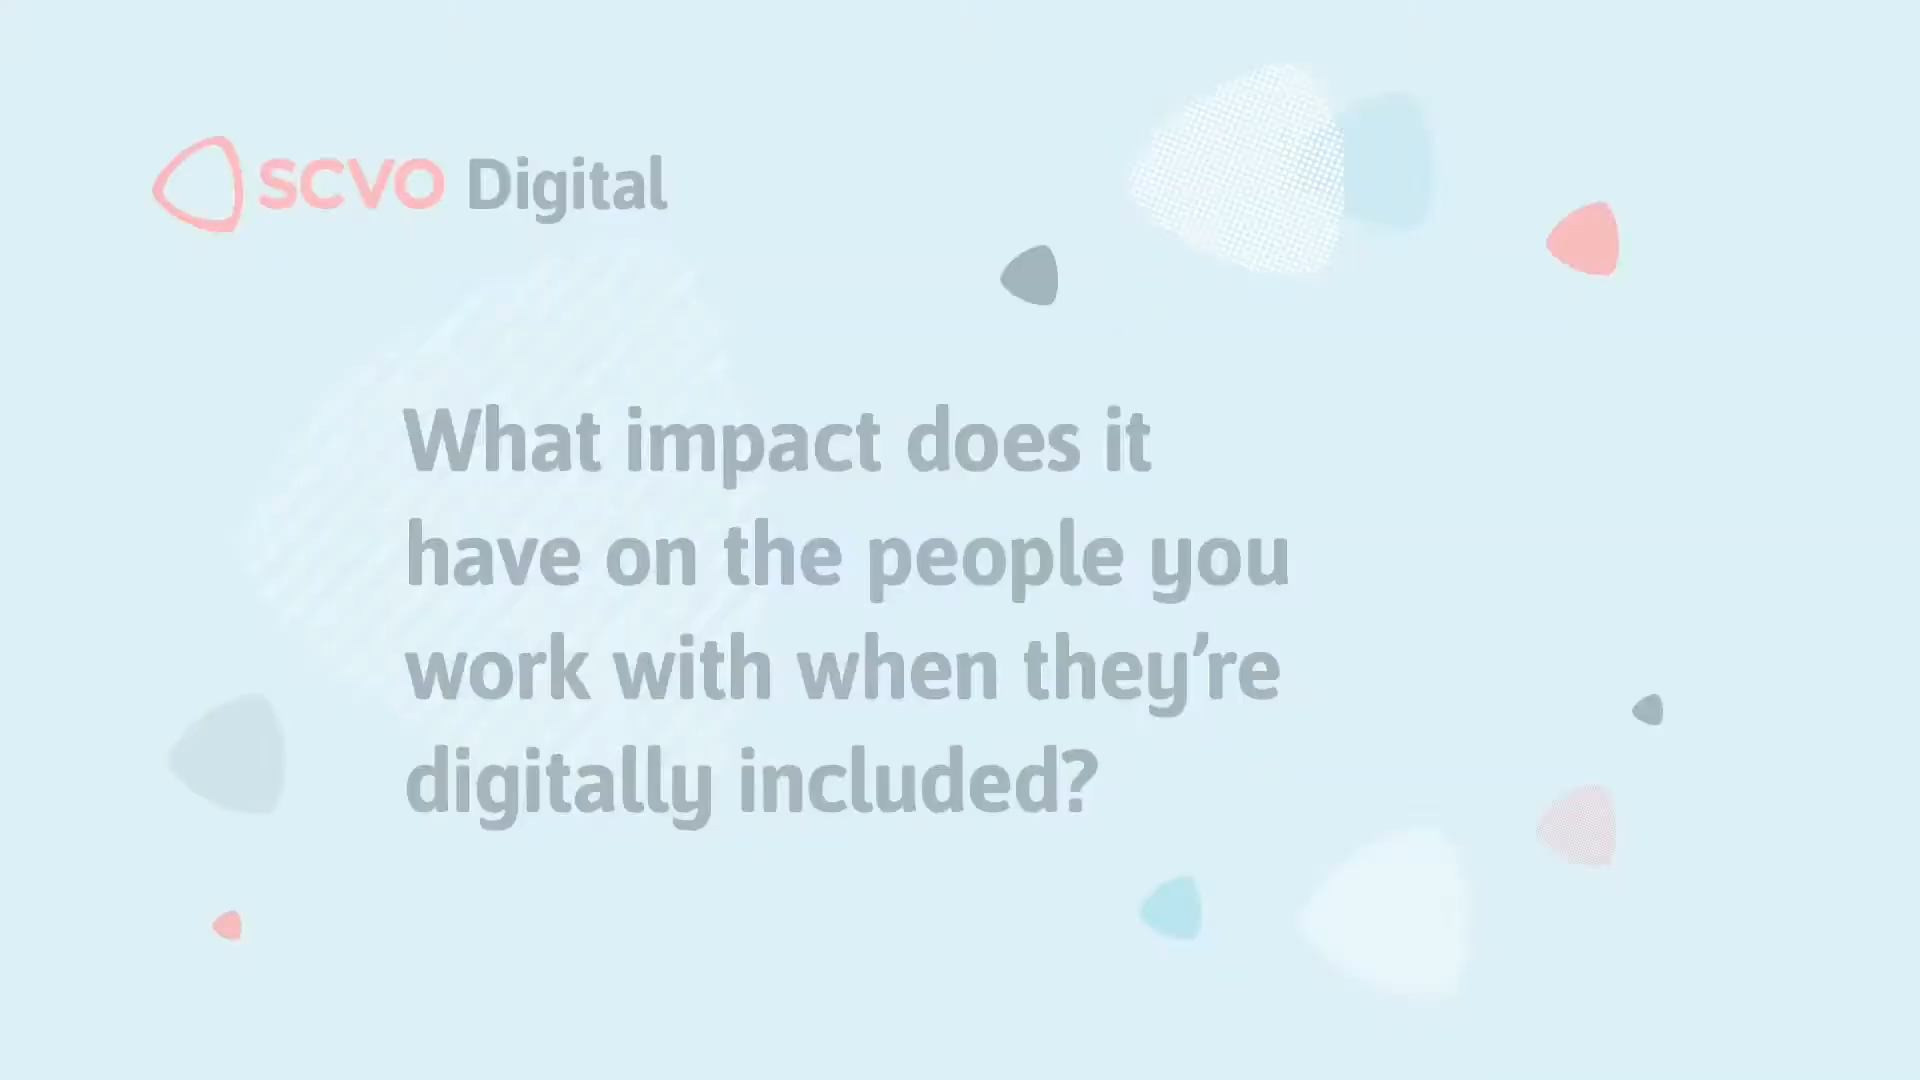 SCVO Digital
What impact does it
have on the people you
work with when they’re
digitally included?